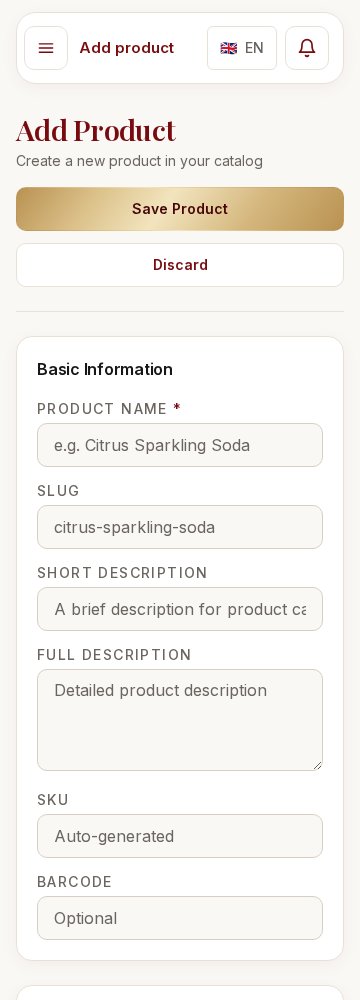 Add product
EN
Add Product
Create a new product in your catalog
Save Product
Discard
Basic Information
PRODUCT NAME *
e.g. Citrus Sparkling Soda
SLUG
citrus-sparkling-soda
SHORT DESCRIPTION
A brief description for product ca
FULL DESCRIPTION
Detailed product description
SKU
Auto-generated
BARCODE
Optional